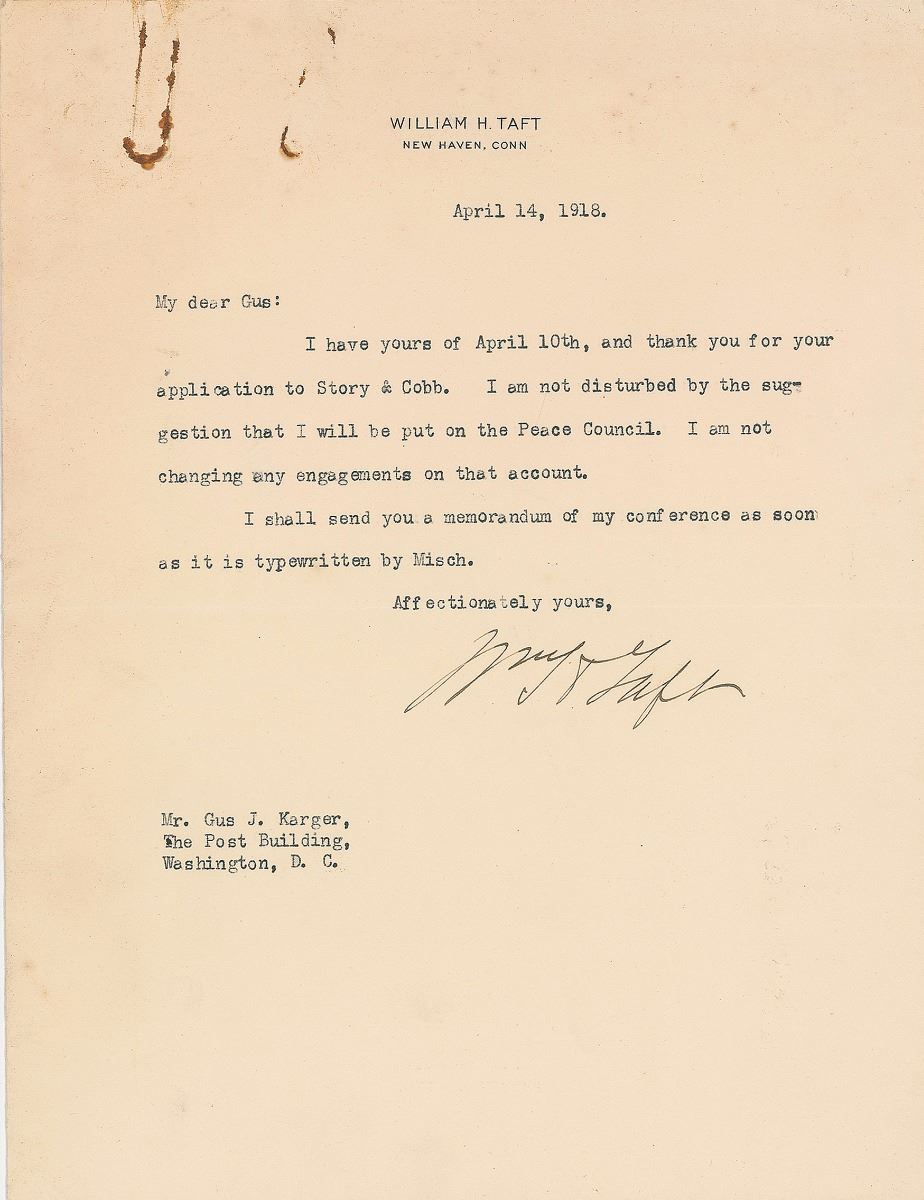 WILLIAM H. TAFT
NEW HAVEN, CONN
April 14, 1918.
My dear Gus:
I have yours of April 10th, and thank you for your
application to Story & Cobb. I am not disturbed by the sug-
gestion that I will be put on the Peace Council. I am not
changing any engagements on that account.
I shall send you a memorandum of my conference as soon
as it is typewritten by Misch.
Affectionately yours,
Wm H Taft
Mr. Gus J. Karger,
The Post Building,
Washington, D. C.